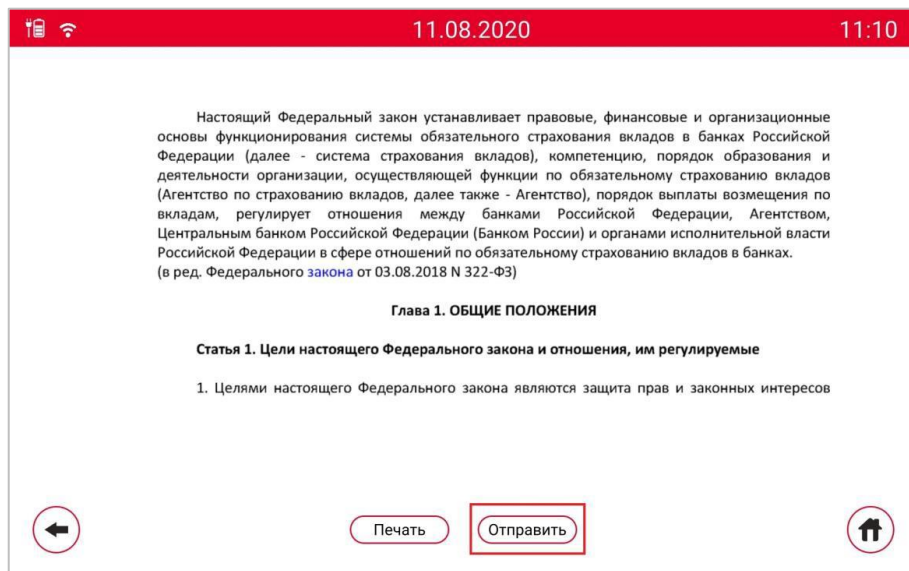 11.08.2020
11:10
Настоящий Федеральный закон устанавливает правовые, финансовые и организационные
основы функционирования системы обязательного страхования вкладов в банках Российской
Федерации (далее - система страхования вкладов), компетенцию, порядок образования и
деятельности организации, осуществляющей функции по обязательному страхованию вкладов
(Агентство по страхованию вкладов, далее также - Агентство), порядок выплаты возмещения по
вкладам, регулирует отношения между банками Российской Федерации, Агентством,
Центральным банком Российской Федерации (Банком России) и органами исполнительной власти
Российской Федерации в сфере отношений по обязательному страхованию вкладов в банках.
(в ред. Федерального закона от 03.08.2018 N 322-ФЗ)
Глава 1. ОБЩИЕ ПОЛОЖЕНИЯ
Статья 1. Цели настоящего Федерального закона и отношения, им регулируемые
1. Целями настоящего Федерального закона являются защита прав и законных интересов
Печать
Отправить